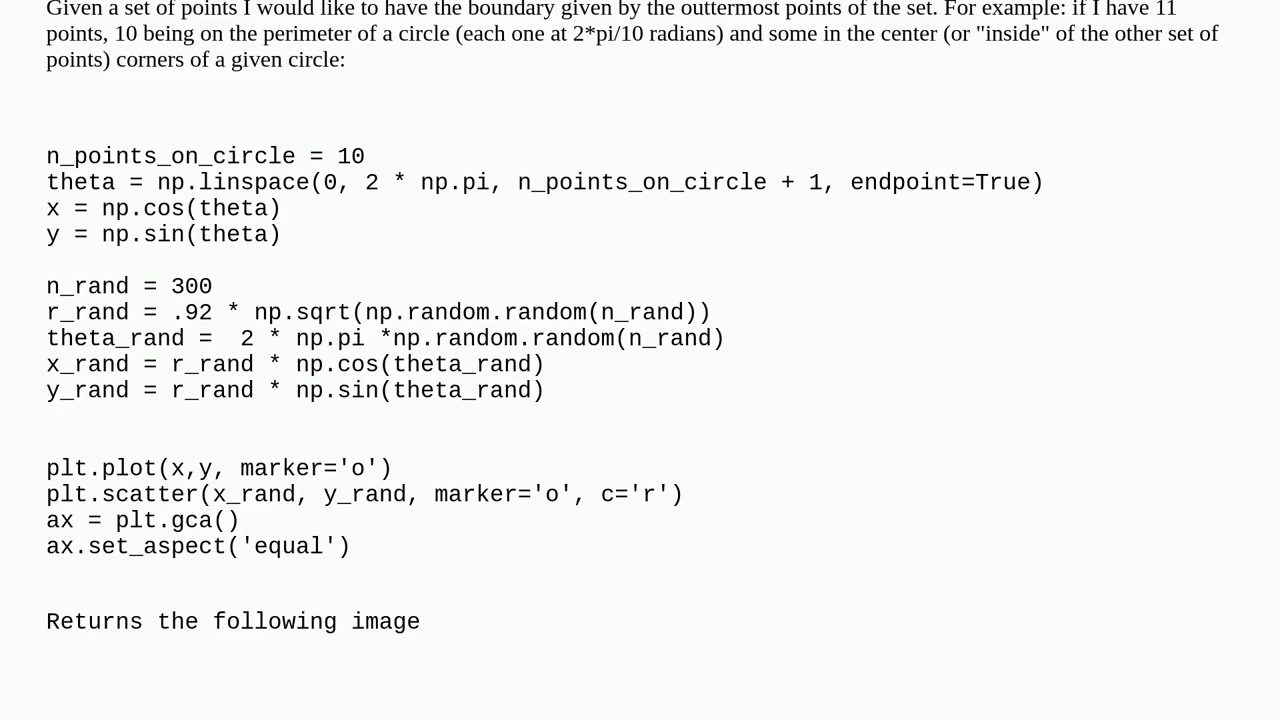 Given a set of points I would like to have the boundary given by the outtermost points of the set. For example: if I have 11
points, 10 being on the perimeter of a circle (each one at 2*pi/10 radians) and some in the center (or "inside" of the other set of
points) corners of a given circle:
n_points_on_circle = 10
theta = np.linspace(0, 2 * np.pi, n_points_on_circle + 1, endpoint=True)
x = np.cos(theta)
y = np.sin(theta)
n_rand = 300
r_rand = .92 * np.sqrt(np.random.random(n_rand))
theta_rand =  2 * np.pi *np.random.random(n_rand)
x_rand = r_rand * np.cos(theta_rand)
y_rand = r_rand * np.sin(theta_rand)
plt.plot(x,y, marker='o')
plt.scatter(x_rand, y_rand, marker='o', c='r')
ax = plt.gca()
ax.set_aspect('equal')
Returns the following image